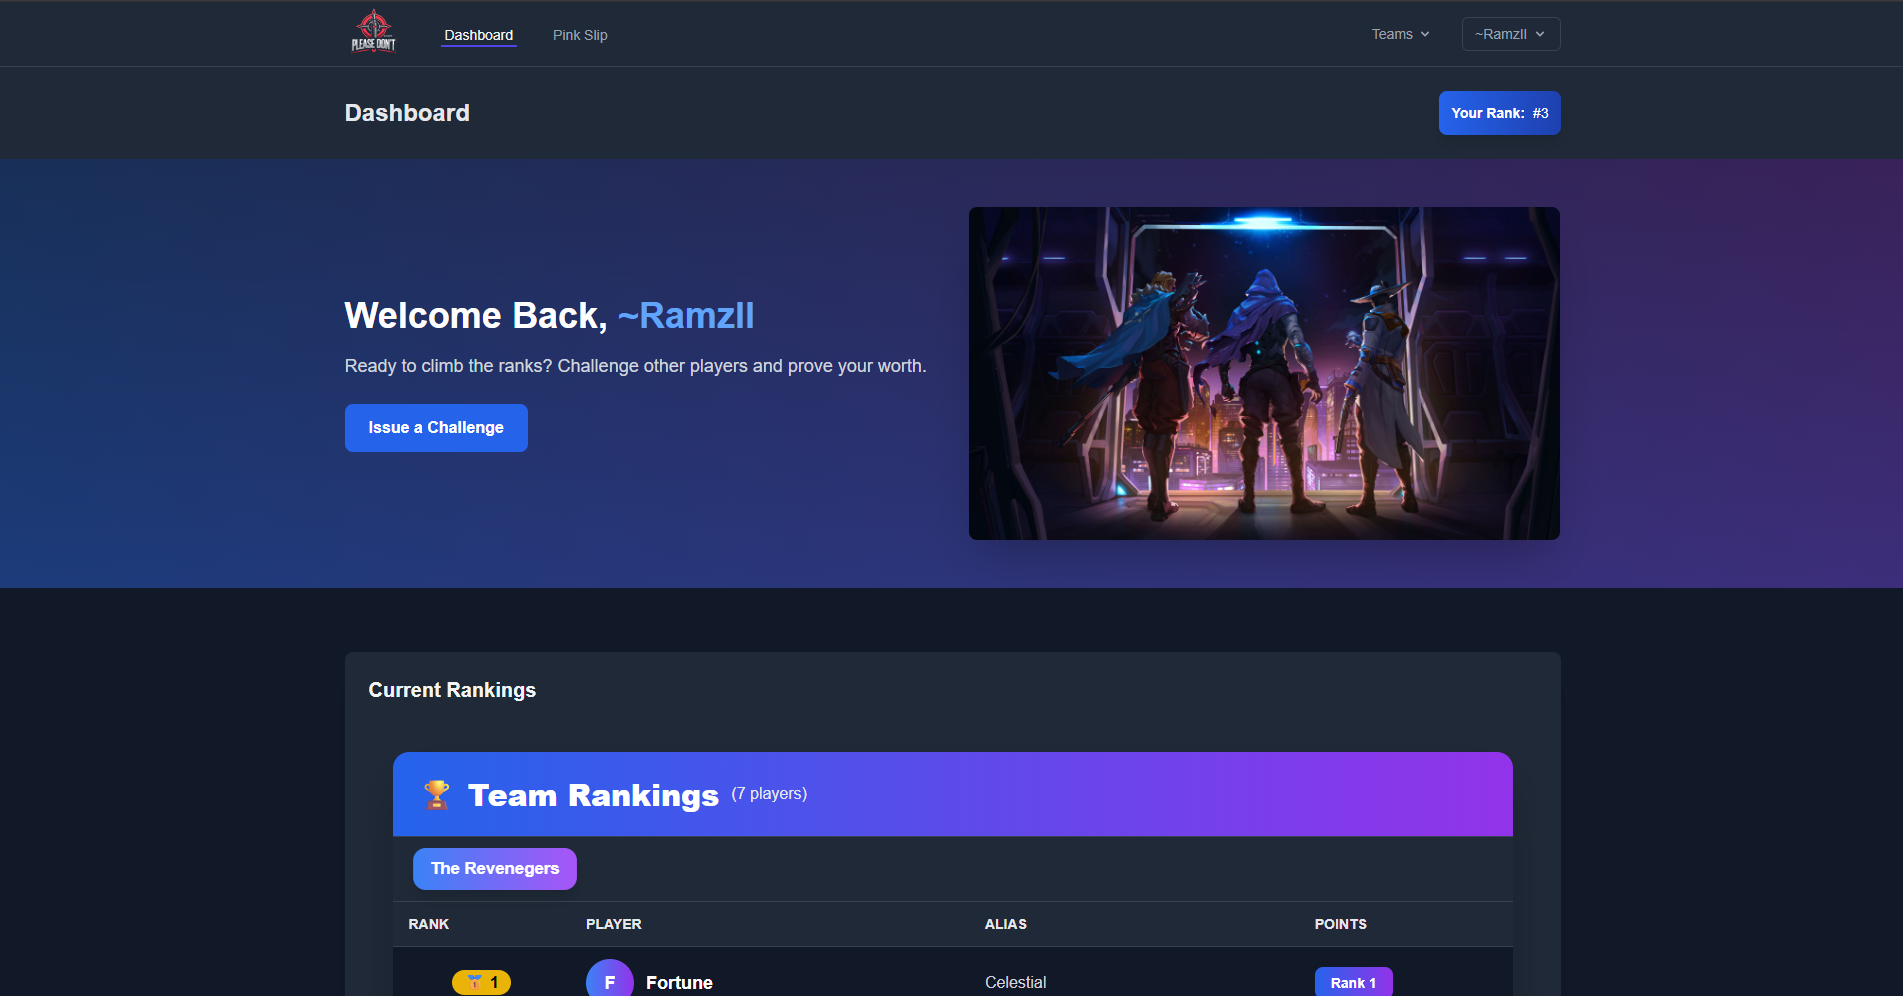 PLEASE DON'T
Dashboard
Pink Slip
Teams
~Ramzll
Dashboard
Your Rank: #3
Welcome Back, ~Ramzll
Ready to climb the ranks? Challenge other players and prove your worth.
Issue a Challenge
Current Rankings
Team Rankings (7 players)
The Revenegers
RANK PLAYER ALIAS POINTS
1 F Fortune Celestial Rank 1